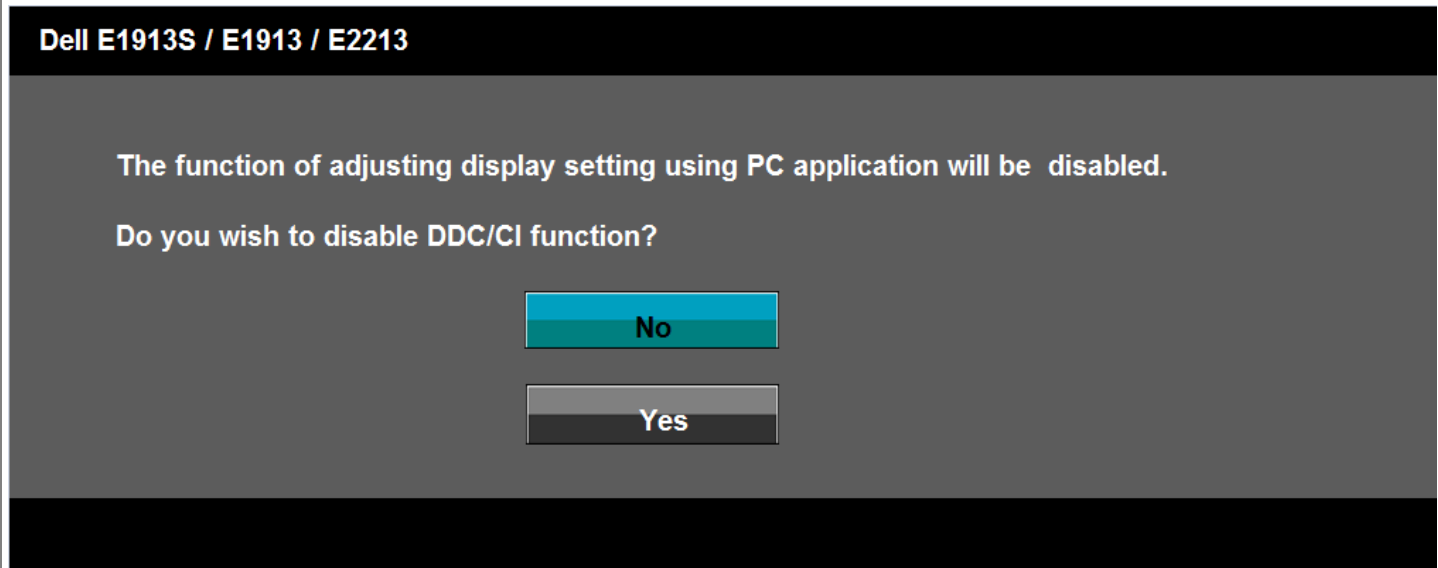 Dell E1913S / E1913 / E2213
The function of adjusting display setting using PC application will be  disabled.
Do you wish to disable DDC/CI function?
No
Yes